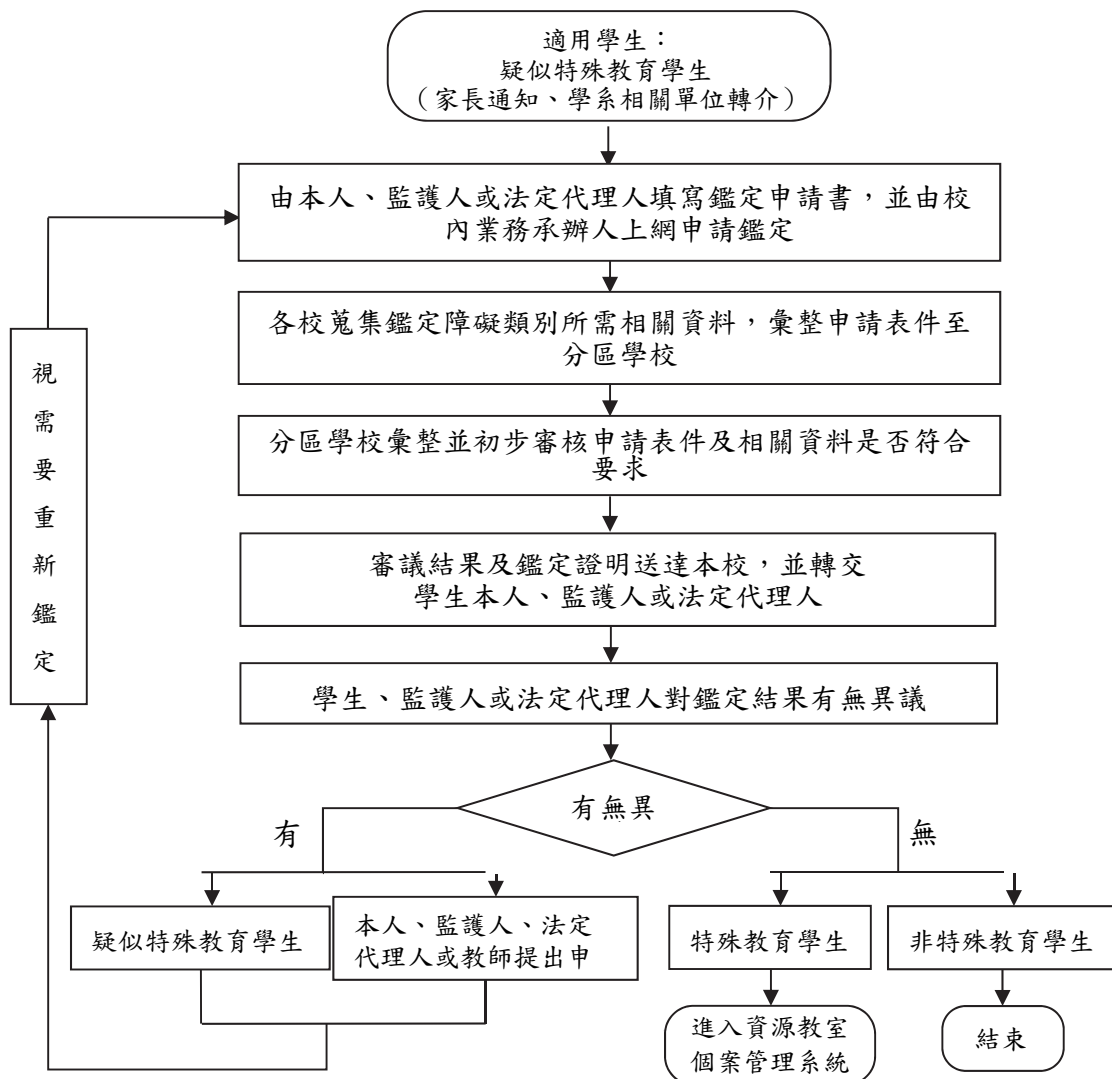 適用學生：
疑似特殊教育學生
（家長通知、學系相關單位轉介）
由本人、監護人或法定代理人填寫鑑定申請書，並由校
內業務承辦人上網申請鑑定
各校蒐集鑑定障礙類別所需相關資料，彙整申請表件至
分區學校
分區學校彙整並初步審核申請表件及相關資料是否符合
要求
審議結果及鑑定證明送達本校，並轉交
學生本人、監護人或法定代理人
學生、監護人或法定代理人對鑑定結果有無異議
有無異
有
無
疑似特殊教育學生
本人、監護人、法定
代理人或教師提出申
特殊教育學生
非特殊教育學生
進入資源教室
個案管理系統
結束
視
需
要
重
新
鑑
定